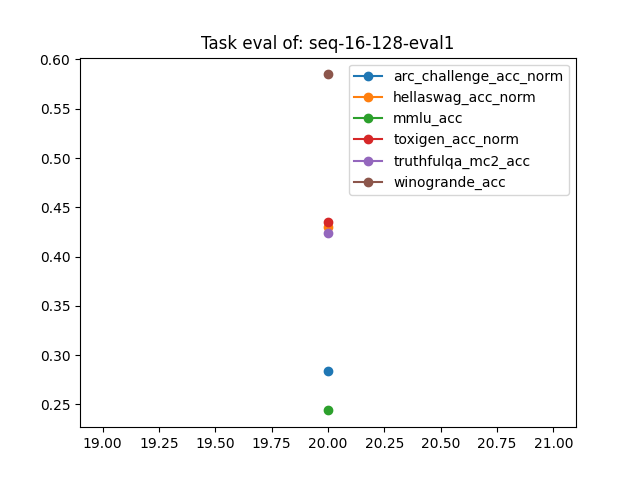 Task eval of: seq-16-128-eval1
0.60
0.55
0.50
0.45
0.40
0.35
0.30
0.25
arc_challenge_acc_norm
hellaswag_acc_norm
mmlu_acc
toxigen_acc_norm
truthfulqa_mc2_acc
winogrande_acc
19.00 19.25 19.50 19.75 20.00 20.25 20.50 20.75 21.00